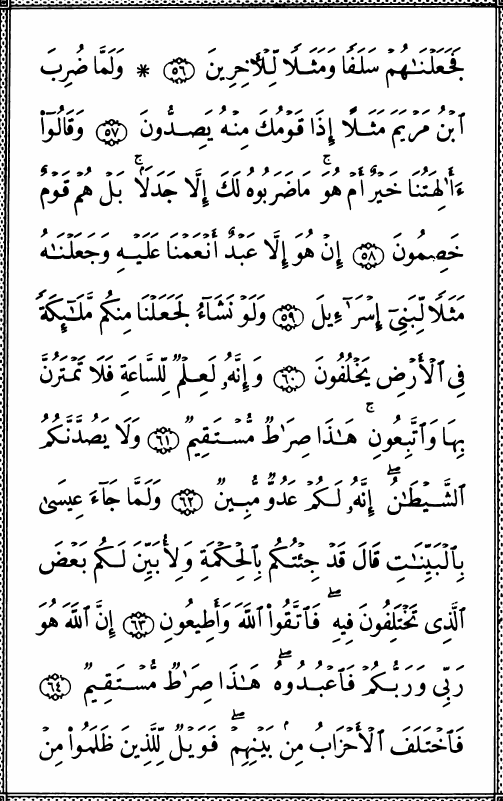 فَجَعَلْنَـٰهُمْ سَلَفًا وَمَثَلًا لِّلْـَٔاخِرِينَ ٥٦ * وَلَمَّا ضُرِبَ
ٱبْنُ مَرْيَمَ مَثَلًا إِذَا قَوْمُكَ مِنْهُ يَصِدُّونَ ٥٧ وَقَالُوٓا۟
ءَأَٰلِهَتُنَا خَيْرٌ أَمْ هُوَ ۚ مَا ضَرَبُوهُ لَكَ إِلَّا جَدَلًۢا ۚ بَلْ هُمْ قَوْمٌ
خَصِمُونَ ٥٨ إِنْ هُوَ إِلَّا عَبْدٌ أَنْعَمْنَا عَلَيْهِ وَجَعَلْنَـٰهُ
مَثَلًا لِّبَنِىٓ إِسْرَٰٓءِيلَ ٥٩ وَلَوْ نَشَآءُ لَجَعَلْنَا مِنكُم مَّلَـٰٓئِكَةً
فِى ٱلْأَرْضِ يَخْلُفُونَ ٦٠ وَإِنَّهُۥ لَعِلْمٌ لِّلسَّاعَةِ فَلَا تَمْتَرُنَّ
بِهَا وَٱتَّبِعُونِ ۚ هَـٰذَا صِرَٰطٌ مُّسْتَقِيمٌ ٦١ وَلَا يَصُدَّنَّكُمُ
ٱلشَّيْطَـٰنُ ۖ إِنَّهُۥ لَكُمْ عَدُوٌّ مُّبِينٌ ٦٢ وَلَمَّا جَآءَ عِيسَىٰ
بِٱلْبَيِّنَـٰتِ قَالَ قَدْ جِئْتُكُم بِٱلْحِكْمَةِ وَلِأُبَيِّنَ لَكُم بَعْضَ
ٱلَّذِى تَخْتَلِفُونَ فِيهِ ۖ فَٱتَّقُوا۟ ٱللَّهَ وَأَطِيعُونِ ٦٣ إِنَّ ٱللَّهَ هُوَ
رَبِّى وَرَبُّكُمْ فَٱعْبُدُوهُ ۖ هَـٰذَا صِرَٰطٌ مُّسْتَقِيمٌ ٦٤
فَٱخْتَلَفَ ٱلْأَحْزَابُ مِنۢ بَيْنِهِمْ ۖ فَوَيْلٌ لِّلَّذِينَ ظَلَمُوا۟ مِنْ